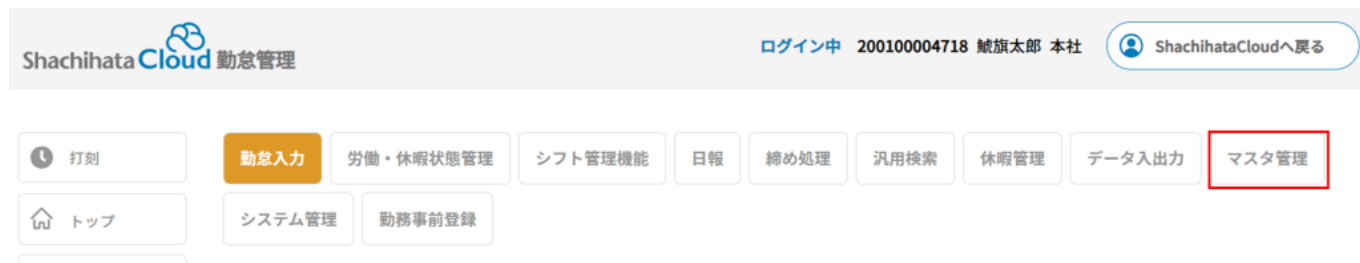 Shachihata Cloud 勤怠管理
ログイン中 200100004718 鯱旗太郎 本社
ShachihataCloudへ戻る
打刻
勤怠入力 労働・休暇状態管理 シフト管理機能 日報 締め処理 汎用検索 休暇管理 データ入出力 マスタ管理
トップ
システム管理 勤務事前登録